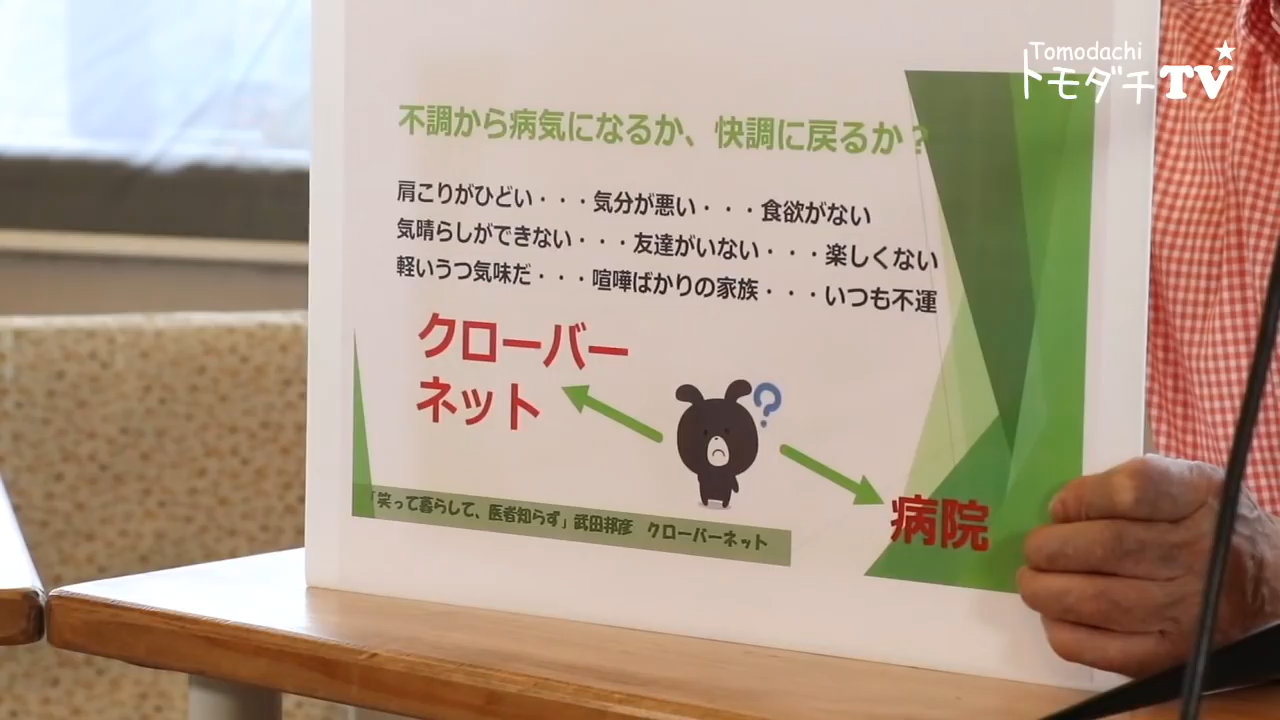 Tomodachi
トモダチTV
不調から病気になるか、快調に戻るか？
肩こりがひどい・・・気分が悪い・・・食欲がない
気晴らしができない・・・友達がいない・・・楽しくない
軽いうつ気味だ・・・喧嘩ばかりの家族・・・いつも不運
クローバー
ネット
?
病院
「笑って暮らして、医者知らず」武田邦彦　クローバーネット